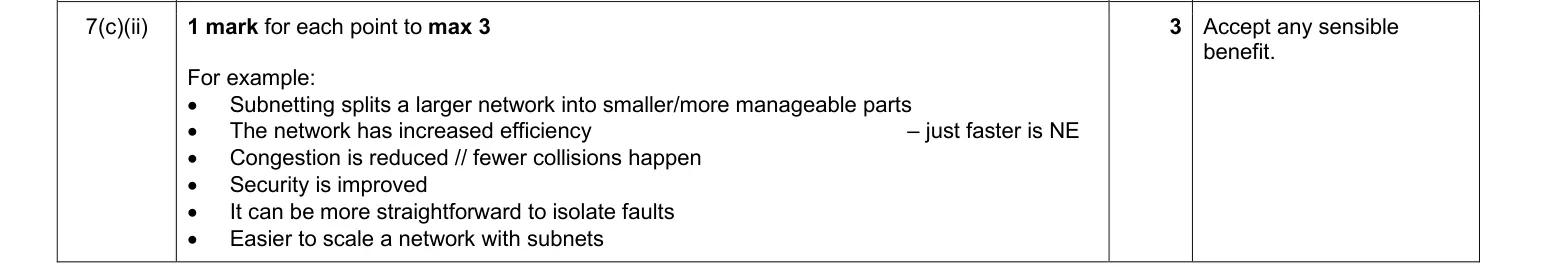 7(c)(ii) 1 mark for each point to max 3 3 Accept any sensible
benefit.
For example:
• Subnetting splits a larger network into smaller/more manageable parts
• The network has increased efficiency – just faster is NE
• Congestion is reduced // fewer collisions happen
• Security is improved
• It can be more straightforward to isolate faults
• Easier to scale a network with subnets